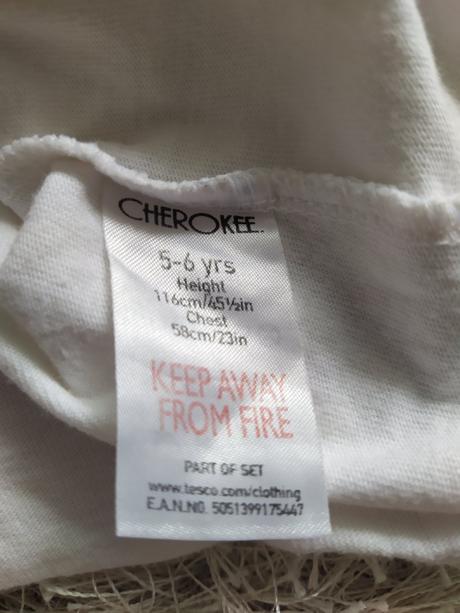 CHEROKEE.
5-6 yrs
Height
116cm/45½in
Chest
58cm/23in
KEEP AWAY
FROM FIRE
PART OF SET
www.tesco.com/clothing
E.A.N.NO. 5051399175447